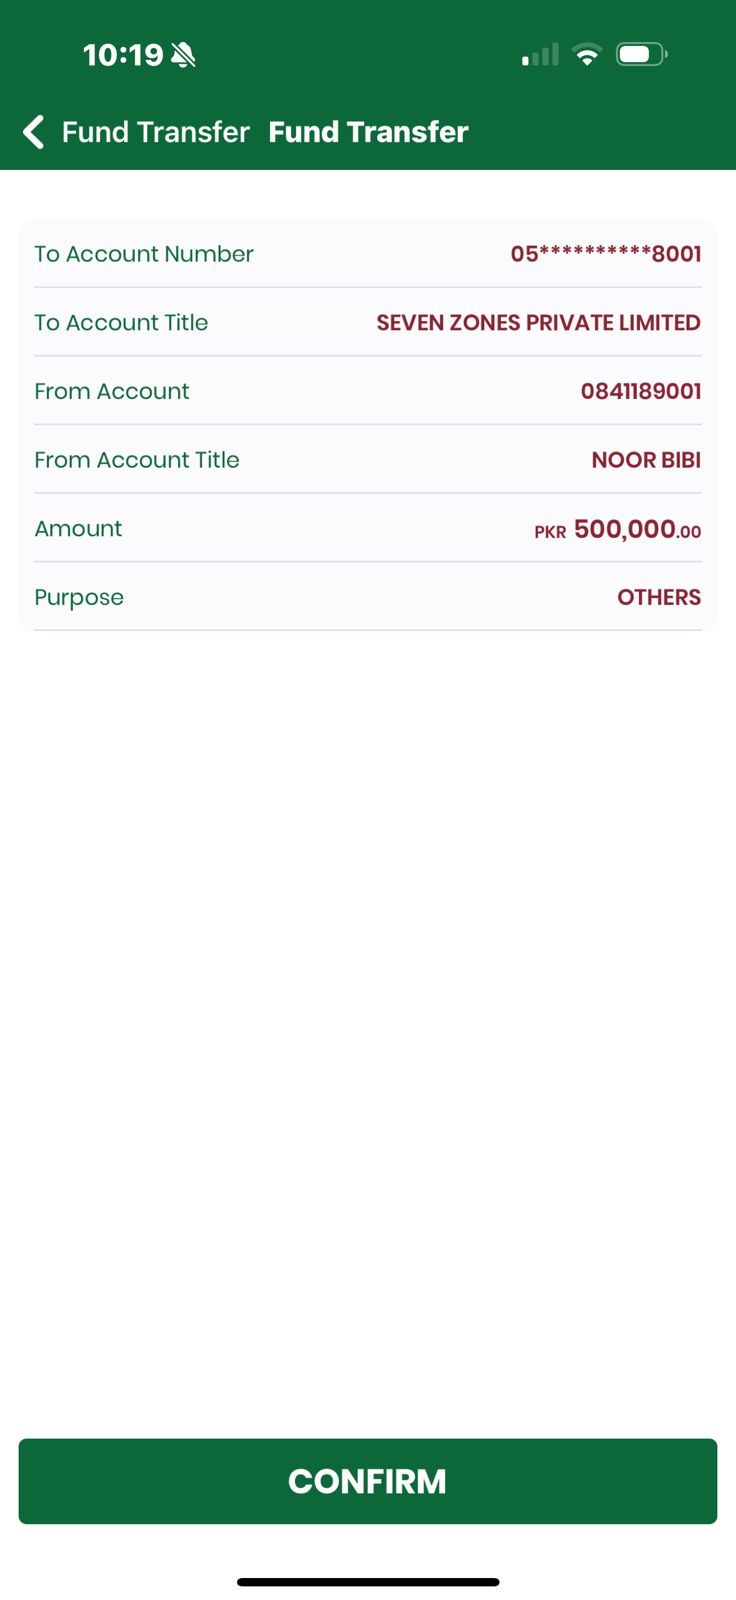 10:19
Fund Transfer Fund Transfer
To Account Number 05**********8001
To Account Title SEVEN ZONES PRIVATE LIMITED
From Account 0841189001
From Account Title NOOR BIBI
Amount PKR 500,000.00
Purpose OTHERS
CONFIRM